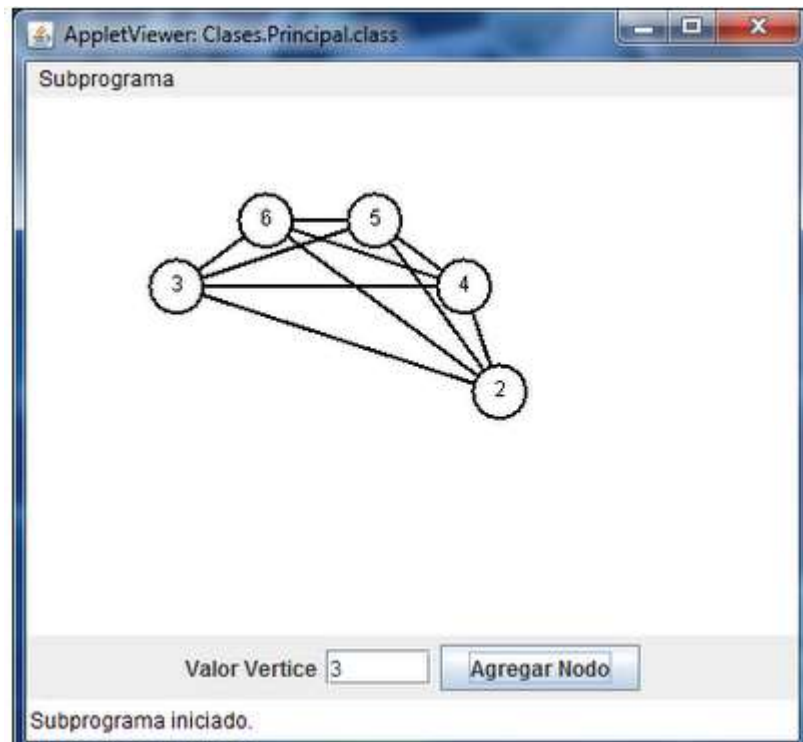 AppletViewer: Clases.Principal.class
Subprograma
6
5
3
4
2
Valor Vertice 3 Agregar Nodo
Subprograma iniciado.